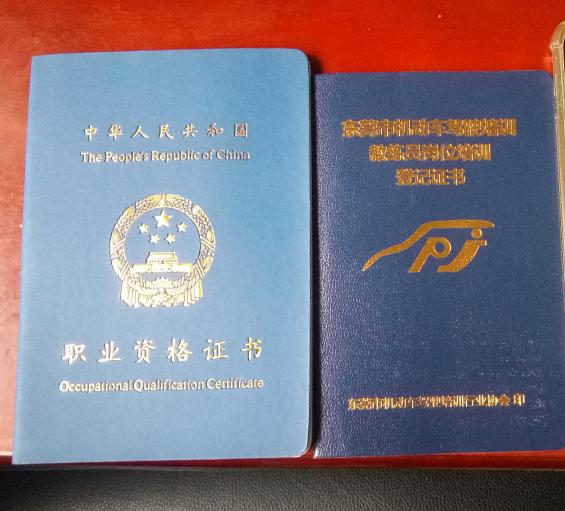 中华人民共和国
The People's Republic of China
职业资格证书
Occupational Qualification Certificate
东莞市机动车驾驶培训
教练员岗位培训
登记证书
PJ
东莞市机动车驾驶培训行业协会 印